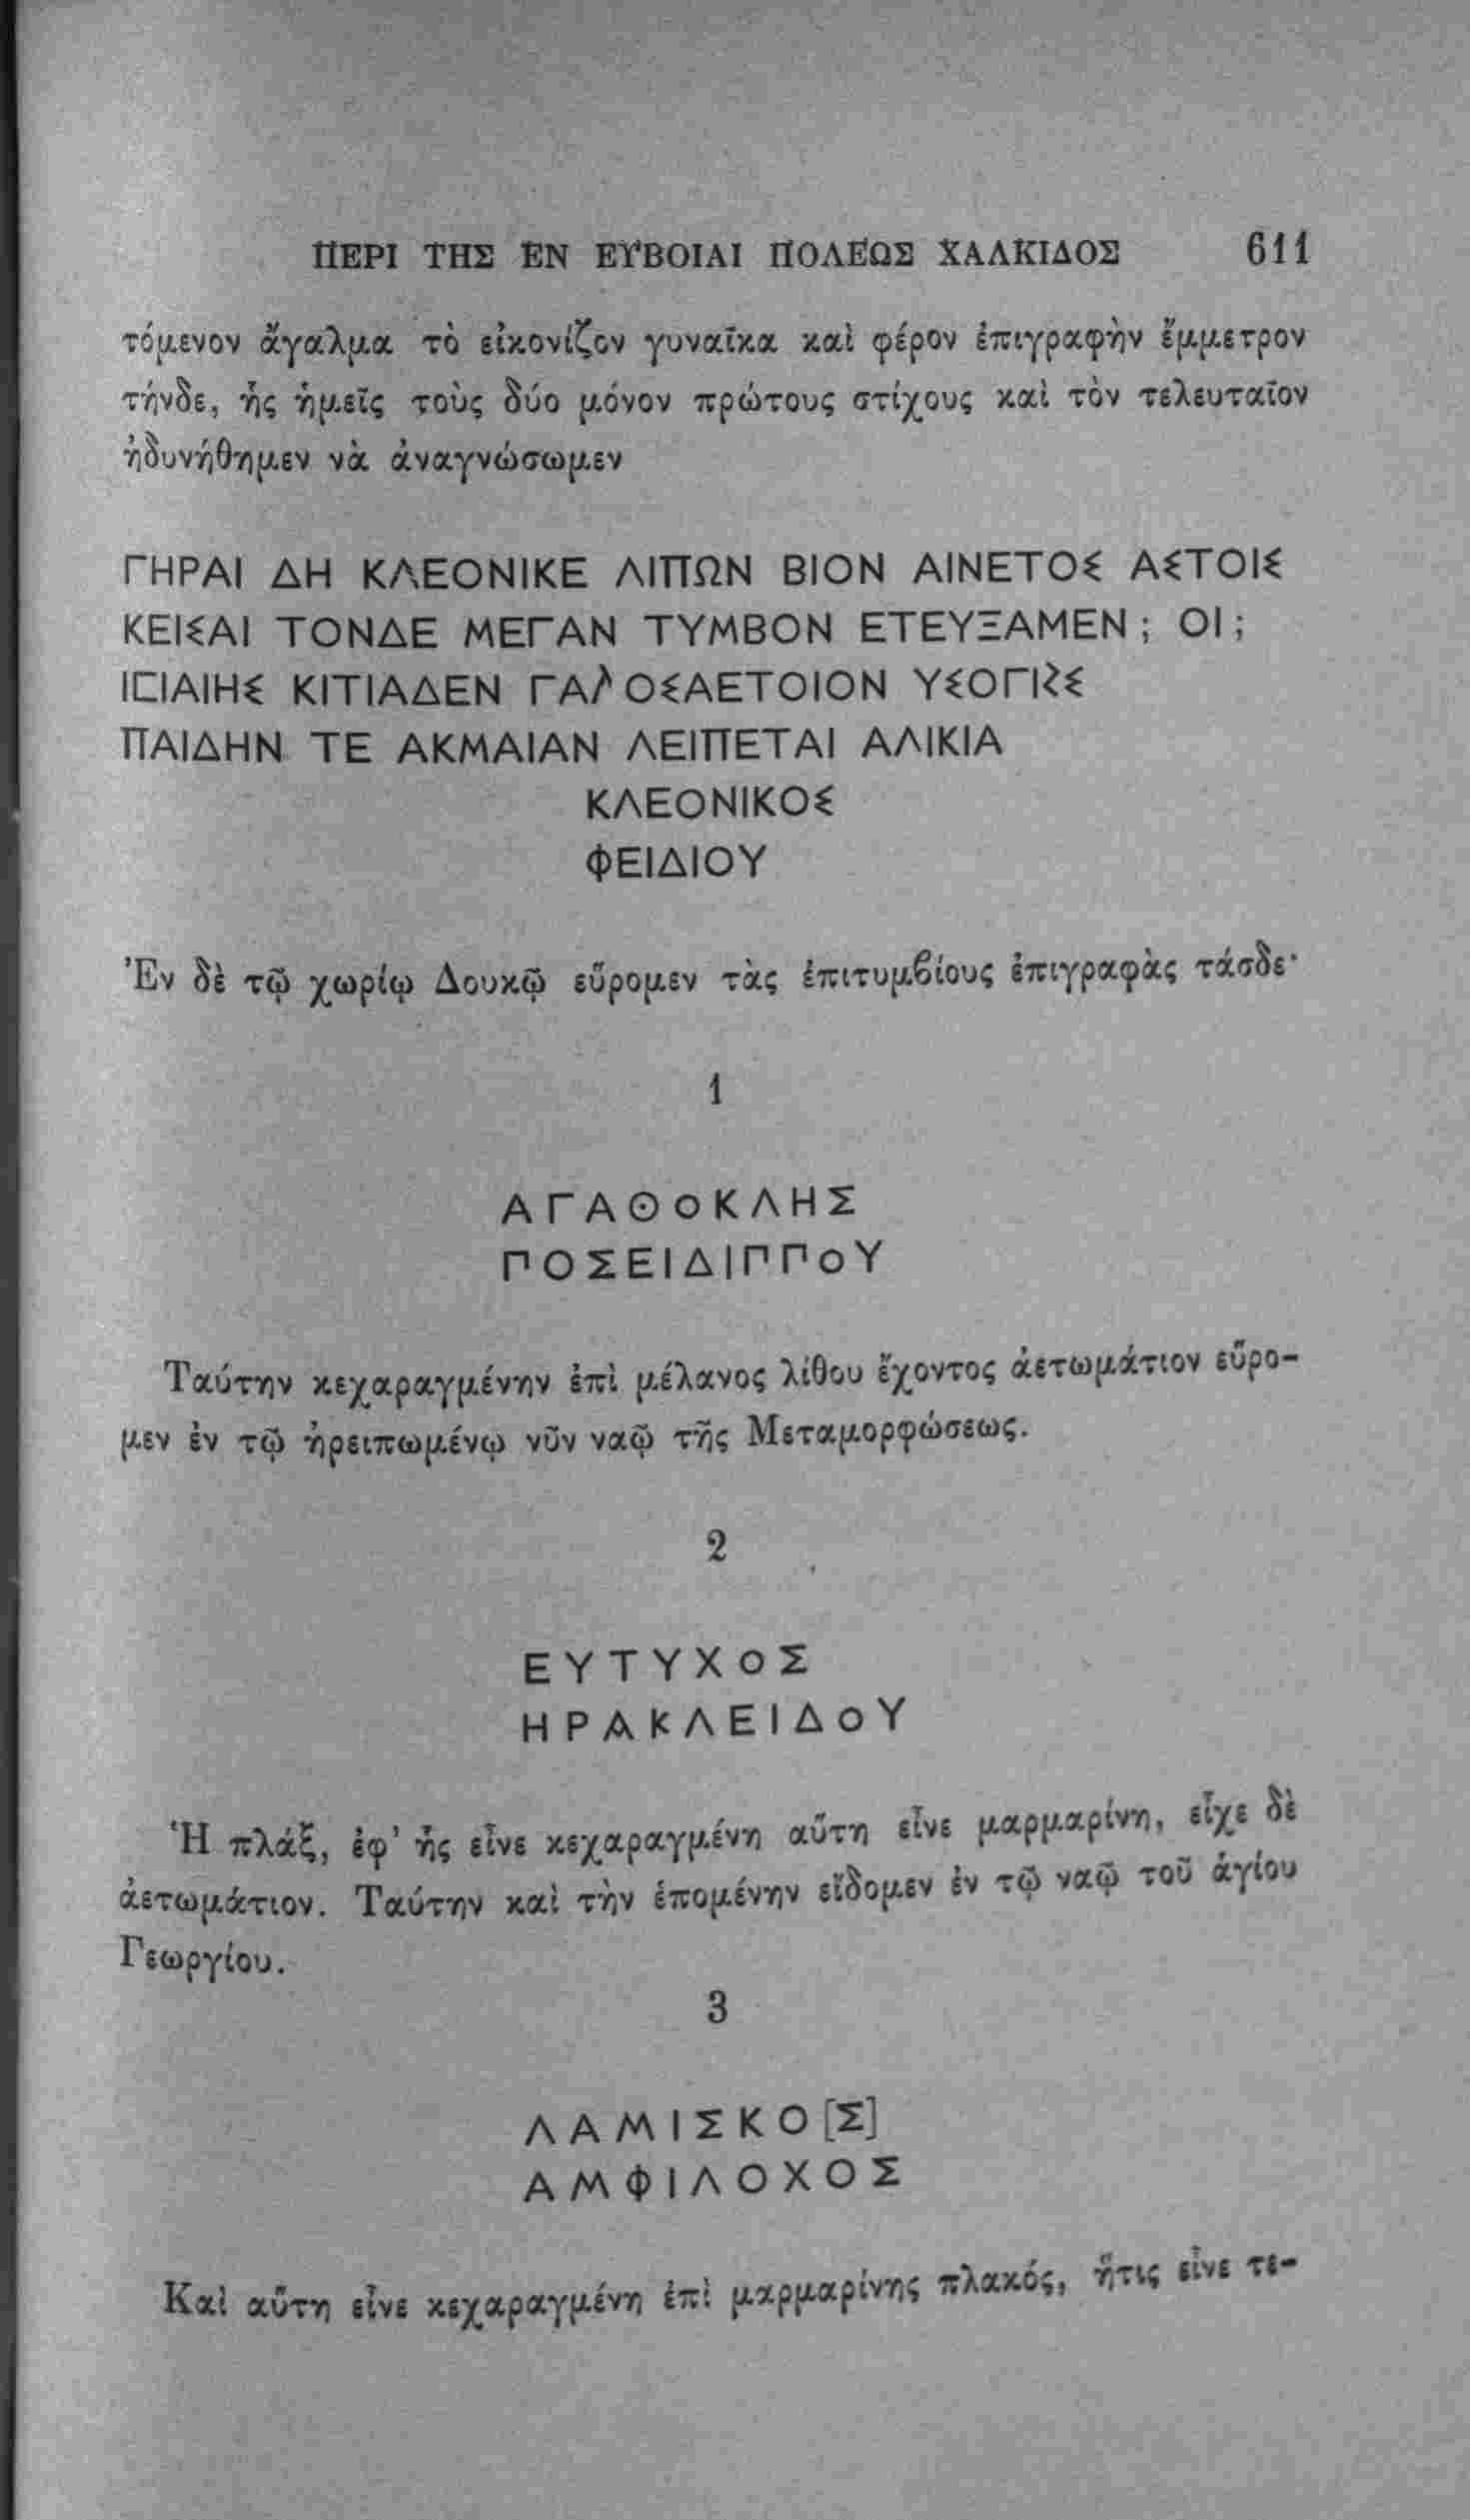 ΠΕΡΙ ΤΗΣ ΕΝ ΕΥΒΟΙΑΙ ΠΟΛΕΩΣ ΧΑΛΚΙΔΟΣ 611
τόμενον ἄγαλμα τὸ εἰκονίζον γυναῖκα καὶ φέρον ἐπιγραφὴν ἔμμετρον
τήνδε, ἧς ἡμεῖς τοὺς δύο μόνον πρώτους στίχους καὶ τὸν τελευταῖον
ἠδυνήθημεν νὰ ἀναγνώσωμεν
ΓΗΡΑΙ ΔΗ ΚΛΕΟΝΙΚΕ ΛΙΠΩΝ ΒΙΟΝ ΑΙΝΕΤΟΣ ΑΣΤΟΙΣ
ΚΕΙΣΑΙ ΤΟΝΔΕ ΜΕΓΑΝ ΤΥΜΒΟΝ ΕΤΕΥΞΑΜΕΝ; ΟΙ;
ΚΙΤΙΑΔΕΝ
ΠΑΙΔΗΝ ΤΕ ΑΚΜΑΙΑΝ ΛΕΙΠΕΤΑΙ ΑΛΙΚΙΑ
ΚΛΕΟΝΙΚΟΣ
ΦΕΙΔΙΟΥ
Ἐν δὲ τῷ χωρίῳ Δουκῷ εὕρομεν τὰς ἐπιτυμβίους ἐπιγραφὰς τάσδε·
1
ΑΓΑΘΟΚΛΗΣ
ΠΟΣΕΙΔΙΠΠΟΥ
Ταύτην κεχαραγμένην ἐπὶ μέλανος λίθου ἔχοντος ἀετωμάτιον εὕρο-
μεν ἐν τῷ ἠρειπωμένῳ νῦν ναῷ τῆς Μεταμορφώσεως.
2
ΕΥΤΥΧΟΣ
ΗΡΑΚΛΕΙΔΟΥ
Ἡ πλάξ, ἐφ’ ἧς εἶνε κεχαραγμένη αὕτη εἶνε μαρμαρίνη, εἶχε δὲ
ἀετωμάτιον. Ταύτην καὶ τὴν ἑπομένην εἴδομεν ἐν τῷ ναῷ τοῦ ἁγίου
Γεωργίου.
3
ΛΑΜΙΣΚΟ[Σ]
ΑΜΦΙΛΟΧΟΣ
Καὶ αὕτη εἶνε κεχαραγμένη ἐπὶ μαρμαρίνης πλακός, ἥτις εἶνε τε-